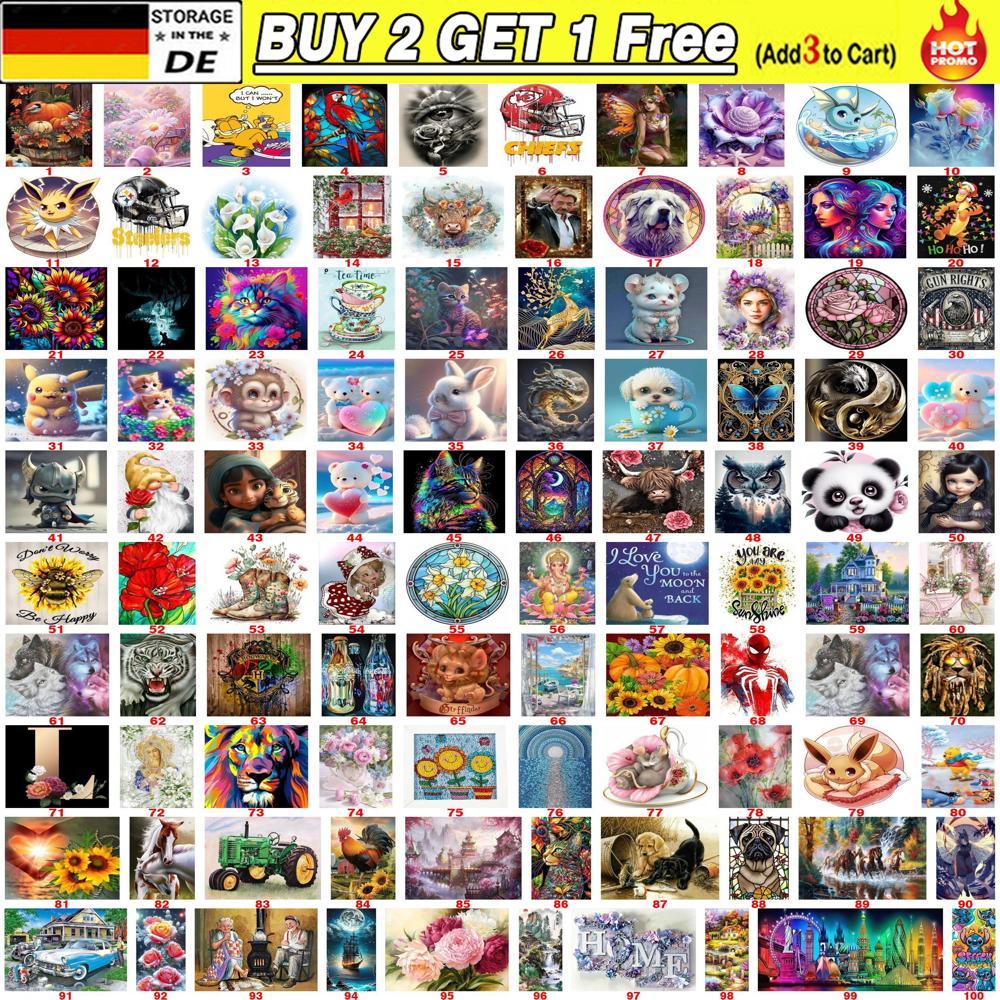 STORAGE
IN THE
DE
BUY 2 GET 1 Free
(Add 3 to Cart)
HOT
PROMO
I CAN ......
BUT I WON'T
CHIEFS
1 2 3 4 5 6 7 8 9 10
Steelers
HO HO HO !
11 12 13 14 15 16 17 18 19 20
Tea time
GUN RIGHTS
21 22 23 24 25 26 27 28 29 30
31 32 33 34 35 36 37 38 39 40
41 42 43 44 45 46 47 48 49 50
Don't Worry
Be Happy
I Love
You to the
MOON
and
BACK
YOU ARE
MY
Sunshine
51 52 53 54 55 56 57 58 59 60
H
Gryffindor
61 62 63 64 65 66 67 68 69 70
L
71 72 73 74 75 76 77 78 79 80
81 82 83 84 85 86 87 88 89 90
HOME
91 92 93 94 95 96 97 98 99 100